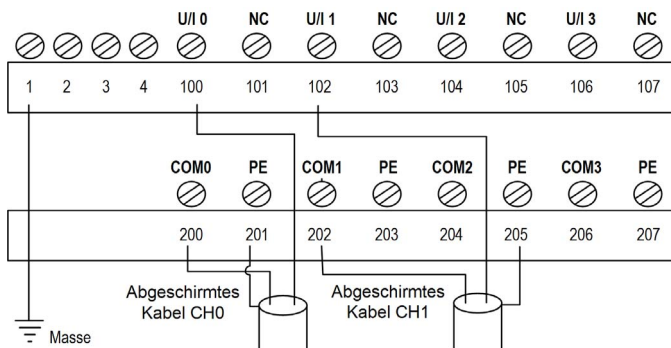 U/I 0 NC U/I 1 NC U/I 2 NC U/I 3 NC
1 2 3 4 100 101 102 103 104 105 106 107
COM0 PE COM1 PE COM2 PE COM3 PE
200 201 202 203 204 205 206 207
Abgeschirmtes
Kabel CH0
Abgeschirmtes
Kabel CH1
Masse